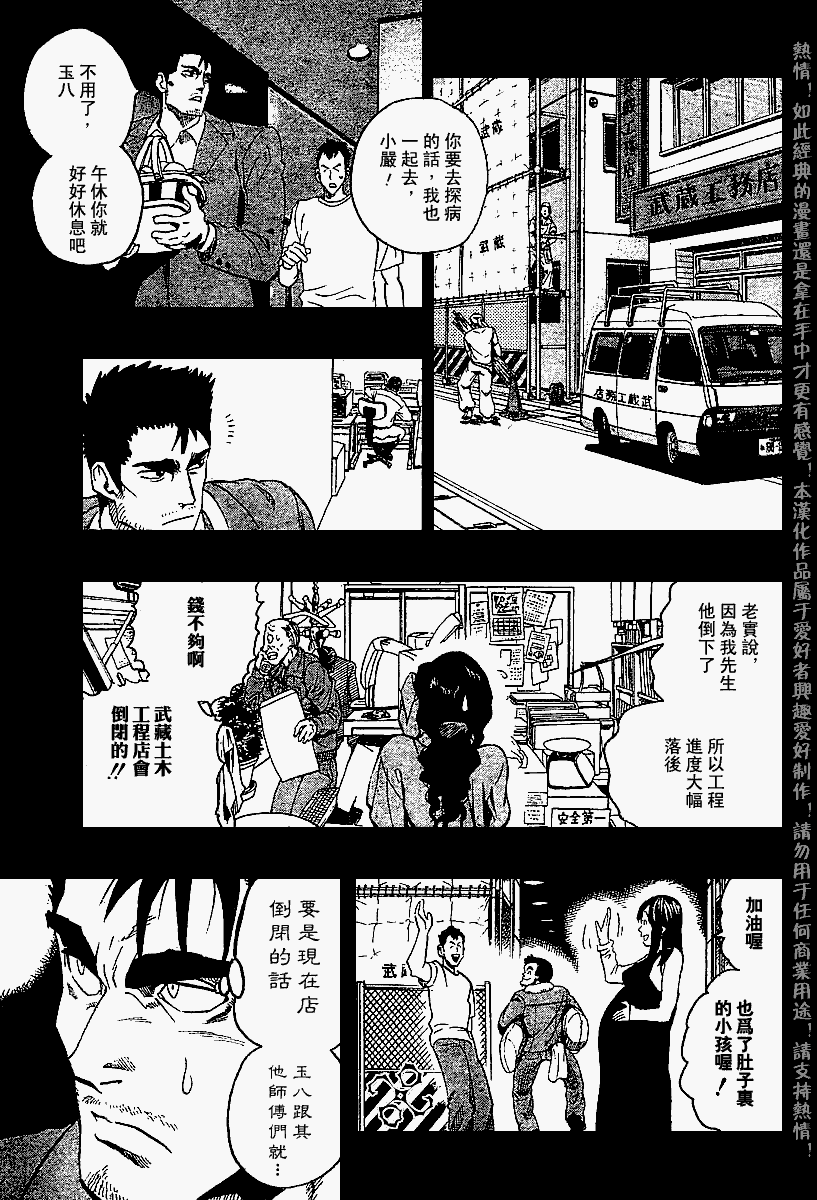 武蔵
武蔵工務店
武蔵
武蔵工務店
你要去探病
的話，我也
一起去，
小嚴！
不用了，
玉八
午休你就
好好休息吧
老實說，
因為我先生
他倒下了
所以工程
進度大幅
落後
安全第一
錢不夠啊
武藏土木
工程店會
倒閉的！！
加油喔
也爲了肚子裏
的小孩喔！
武
要是現在店
倒閉的話
玉八跟其
他師傅們就…
熱情！如此經典的漫畫還是拿在手中才更有感覺！本漢化作品屬于愛好者興趣愛好制作！請勿用于任何商業用途！請支持熱情！